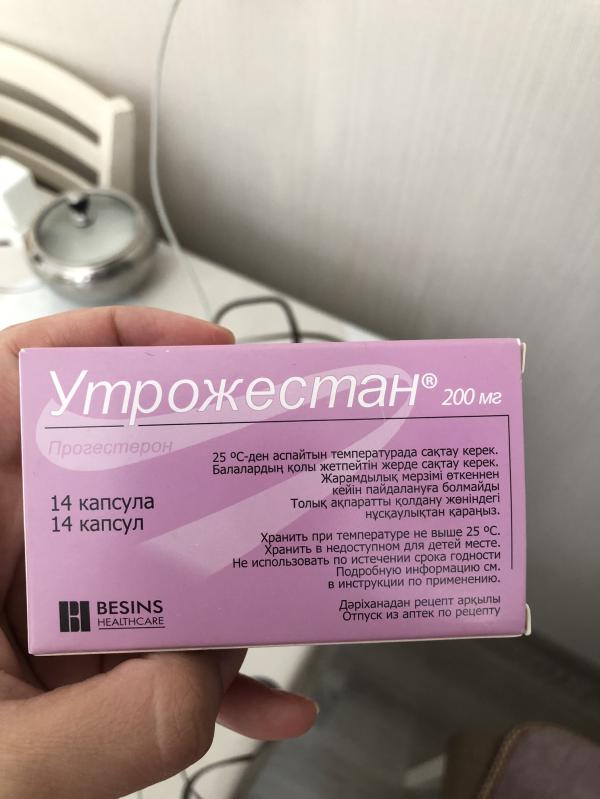 Утрожестан® 200 мг
Прогестерон
14 капсула
14 капсул
25 ºС-ден аспайтын температурада сақтау керек.
Балалардың қолы жетпейтін жерде сақтау керек.
Жарамдылық мерзімі өткеннен
кейін пайдалануға болмайды
Толық ақпаратты қолдану жөніндегі
нұсқаулықтан қараңыз.
Хранить при температуре не выше 25 ºС.
Хранить в недоступном для детей месте.
Не использовать по истечении срока годности
Подробную информацию см.
в инструкции по применению.
Дәріханадан рецепт арқылы
Отпуск из аптек по рецепту
BESINS
HEALTHCARE